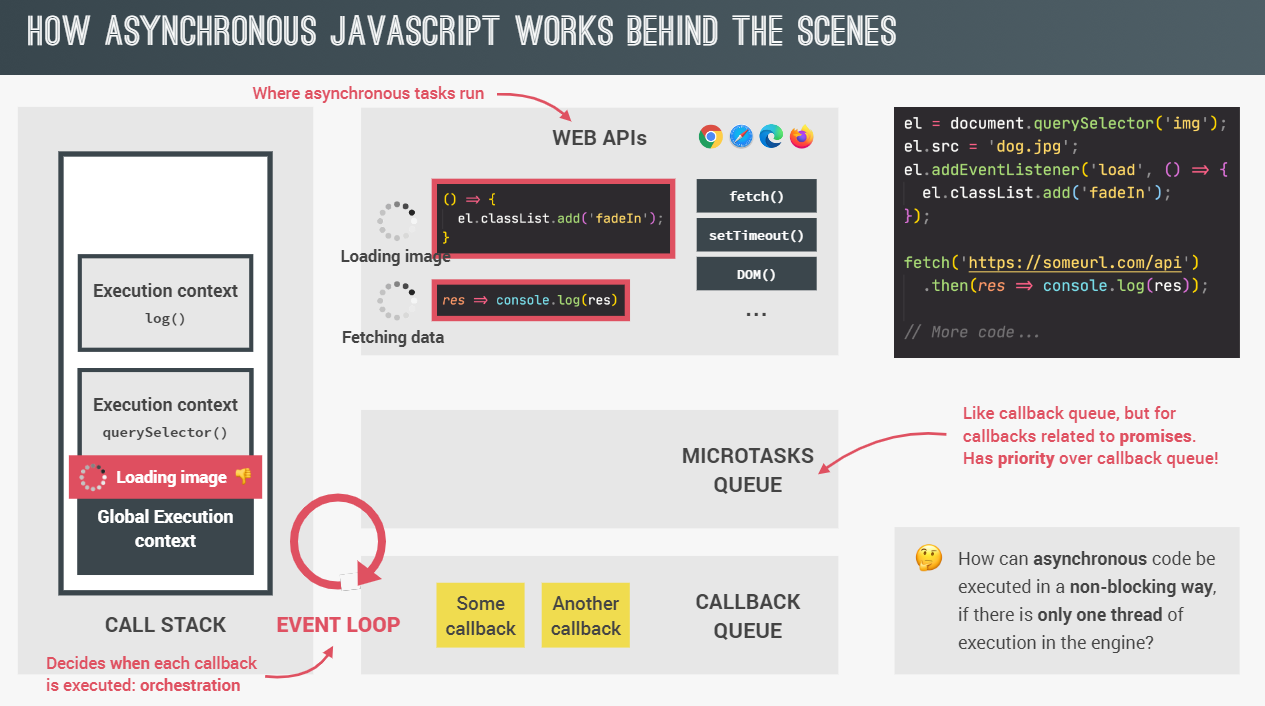 HOW ASYNCHRONOUS JAVASCRIPT WORKS BEHIND THE SCENES
Where asynchronous tasks run
WEB APIs
() => {
el.classList.add('fadeIn');
}
Loading image
res => console.log(res)
Fetching data
fetch()
setTimeout()
DOM()
...
el = document.querySelector('img');
el.src = 'dog.jpg';
el.addEventListener('load', () => {
el.classList.add('fadeIn');
});
fetch('https://someurl.com/api')
.then(res => console.log(res));
// More code...
Execution context
log()
Execution context
querySelector()
Loading image 👎
Global Execution
context
CALL STACK
EVENT LOOP
Decides when each callback
is executed: orchestration
MICROTASKS
QUEUE
Like callback queue, but for
callbacks related to promises.
Has priority over callback queue!
Some
callback
Another
callback
CALLBACK
QUEUE
🤔 How can asynchronous code be
executed in a non-blocking way,
if there is only one thread of
execution in the engine?